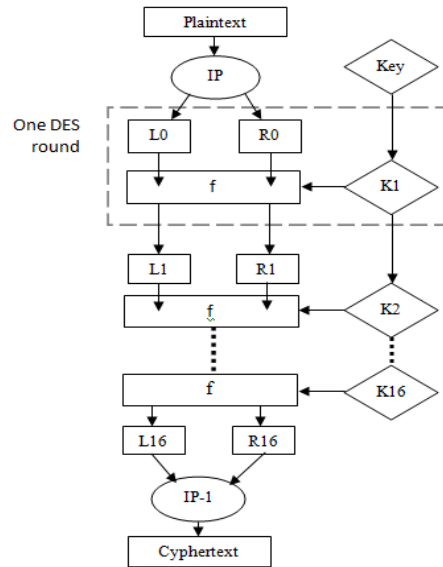 Plaintext
IP
Key
One DES
round
L0
R0
f
K1
L1
R1
f
K2
f
K16
L16
R16
IP-1
Cyphertext